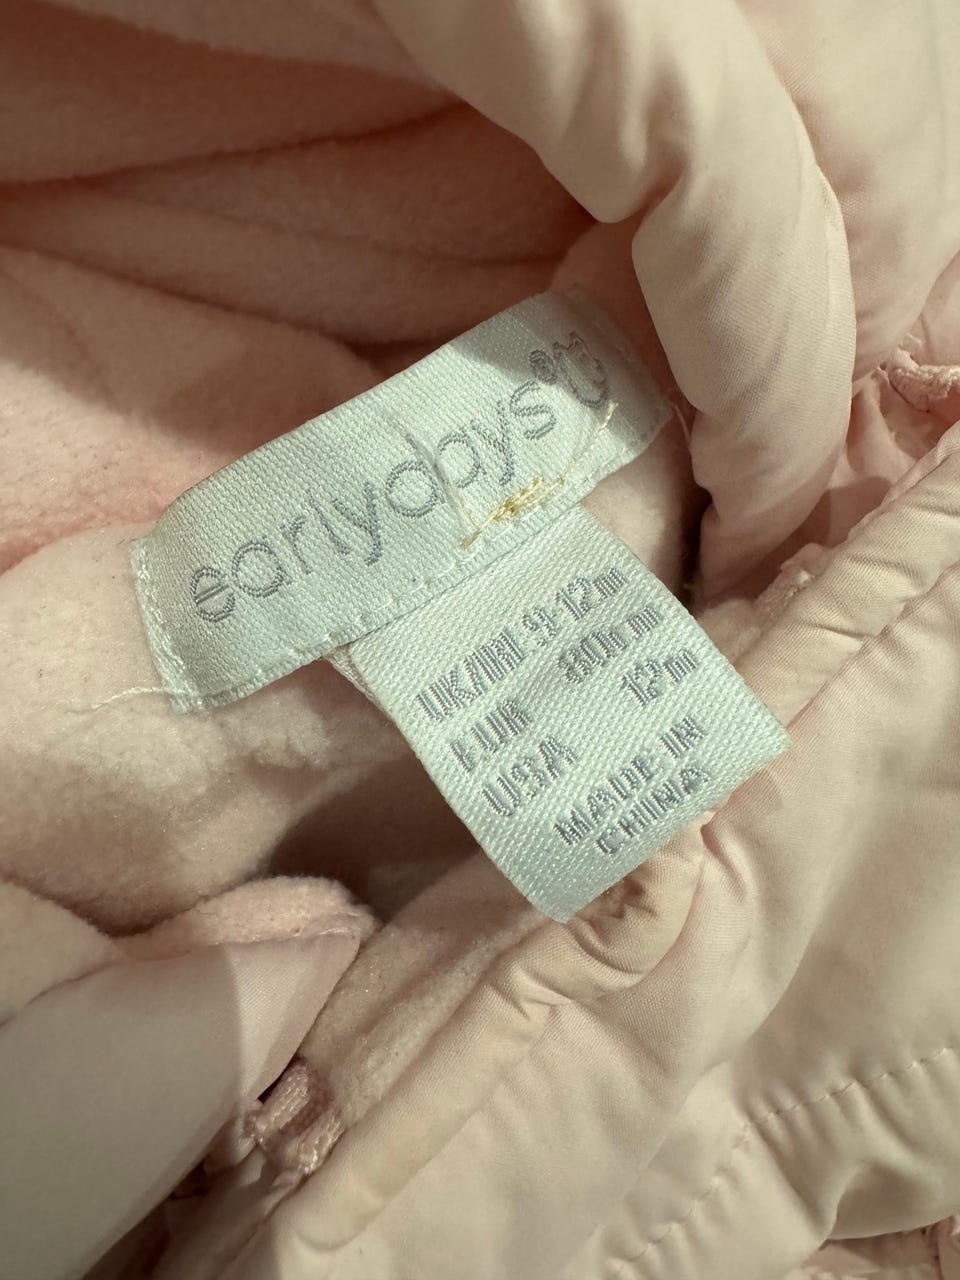 earlydays
UK/IRL 9-12m
EUR 80cm
USA 12m
MADE IN
CHINA